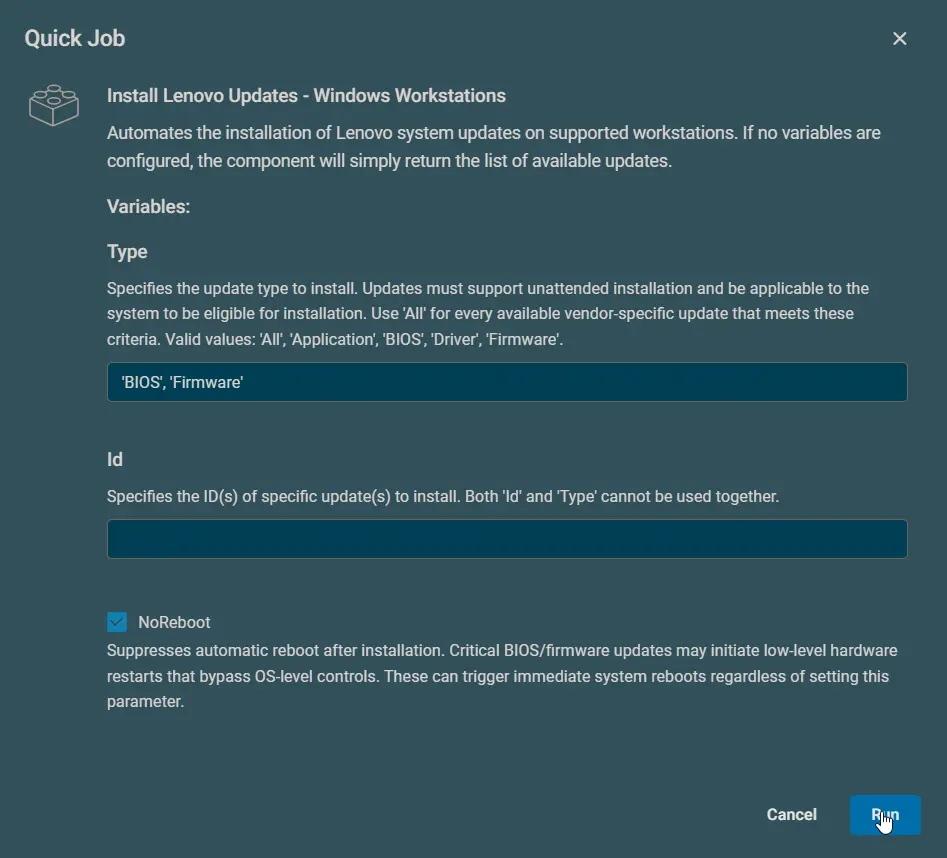 Quick Job
Install Lenovo Updates - Windows Workstations
Automates the installation of Lenovo system updates on supported workstations. If no variables are
configured, the component will simply return the list of available updates.
Variables:
Type
Specifies the update type to install. Updates must support unattended installation and be applicable to the
system to be eligible for installation. Use 'All' for every available vendor-specific update that meets these
criteria. Valid values: 'All', 'Application', 'BIOS', 'Driver', 'Firmware'.
'BIOS', 'Firmware'
Id
Specifies the ID(s) of specific update(s) to install. Both 'Id' and 'Type' cannot be used together.
NoReboot
Suppresses automatic reboot after installation. Critical BIOS/firmware updates may initiate low-level hardware
restarts that bypass OS-level controls. These can trigger immediate system reboots regardless of setting this
parameter.
Cancel
Run